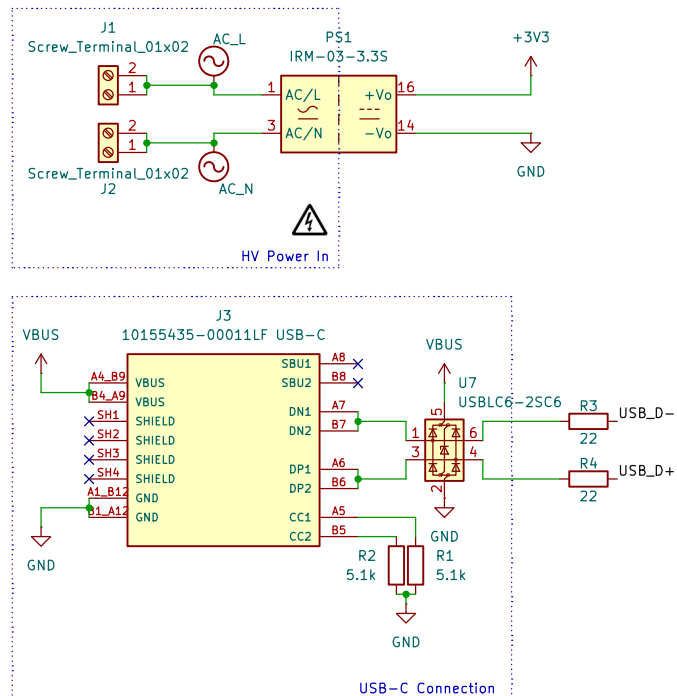 J1
Screw_Terminal_01x02
AC_L
2
1
2
1
Screw_Terminal_01x02
J2
AC_N
PS1
IRM-03-3.3S
1
AC/L
3
AC/N
+Vo
16
-Vo
14
+3V3
GND
HV Power In
J3
10155435-00011LF USB-C
VBUS
A4_B9
VBUS
B4_A9
VBUS
SH1
SHIELD
SH2
SHIELD
SH3
SHIELD
SH4
SHIELD
A1_B12
GND
B1_A12
GND
GND
SBU1
A8
SBU2
B8
DN1
A7
DN2
B7
DP1
A6
DP2
B6
CC1
A5
CC2
B5
VBUS
U7
USBLC6-2SC6
5
1
6
3
4
2
GND
R3
22
USB_D-
R4
22
USB_D+
R2
5.1k
R1
5.1k
GND
USB-C Connection